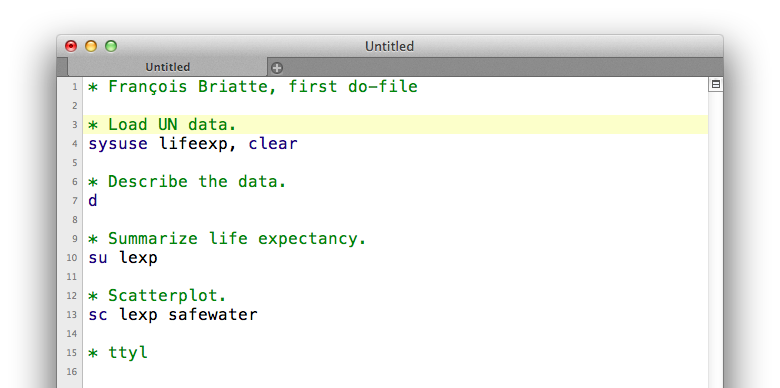 Untitled
Untitled
1 * François Briatte, first do-file
2
3 * Load UN data.
4 sysuse lifeexp, clear
5
6 * Describe the data.
7 d
8
9 * Summarize life expectancy.
10 su lexp
11
12 * Scatterplot.
13 sc lexp safewater
14
15 * ttyl
16